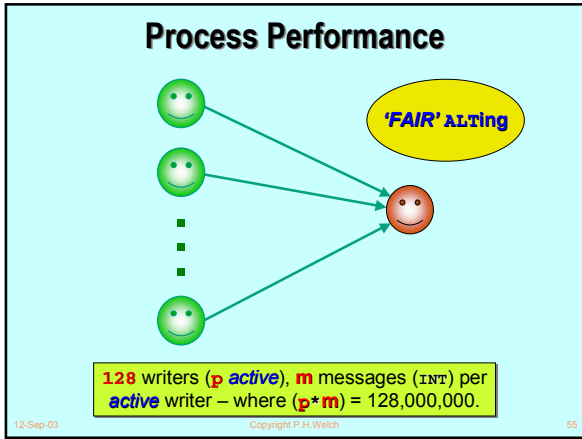 Process Performance
'FAIR' ALTing
128 writers (p active), m messages (INT) per
active writer – where (p*m) = 128,000,000.
12-Sep-03 Copyright P.H.Welch 55